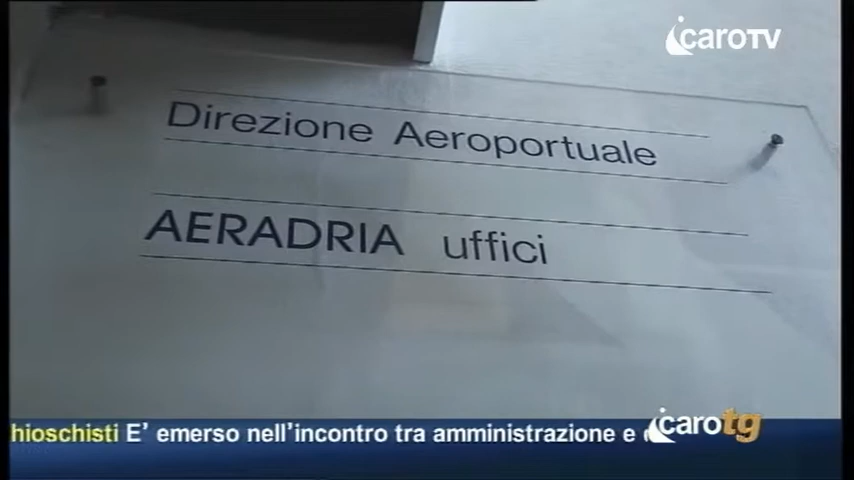 icaroTV
Direzione Aeroportuale
AERADRIA uffici
hioschisti E' emerso nell'incontro tra amministrazione e
icarotg